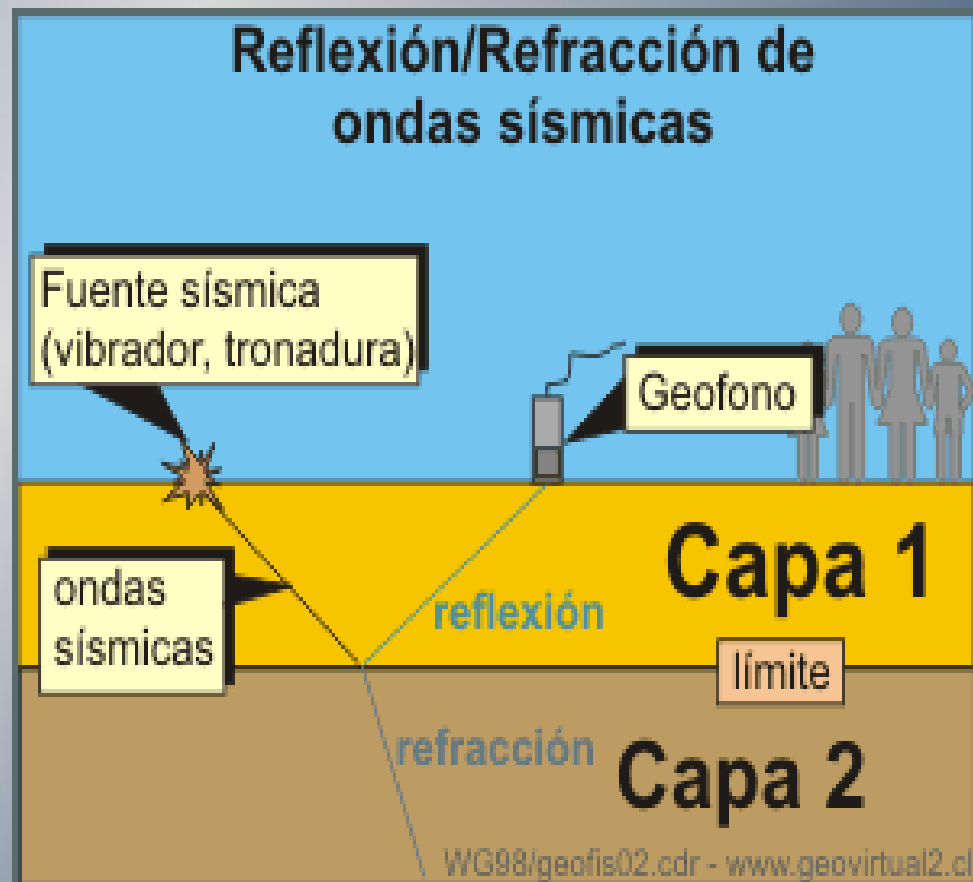 Reflexión/Refracción de
ondas sísmicas
Fuente sísmica
(vibrador, tronadura)
Geofono
Capa 1
ondas
sísmicas
reflexión
límite
refracción
Capa 2
WG98/geofis02.cdr - www.geovirtual2.cl